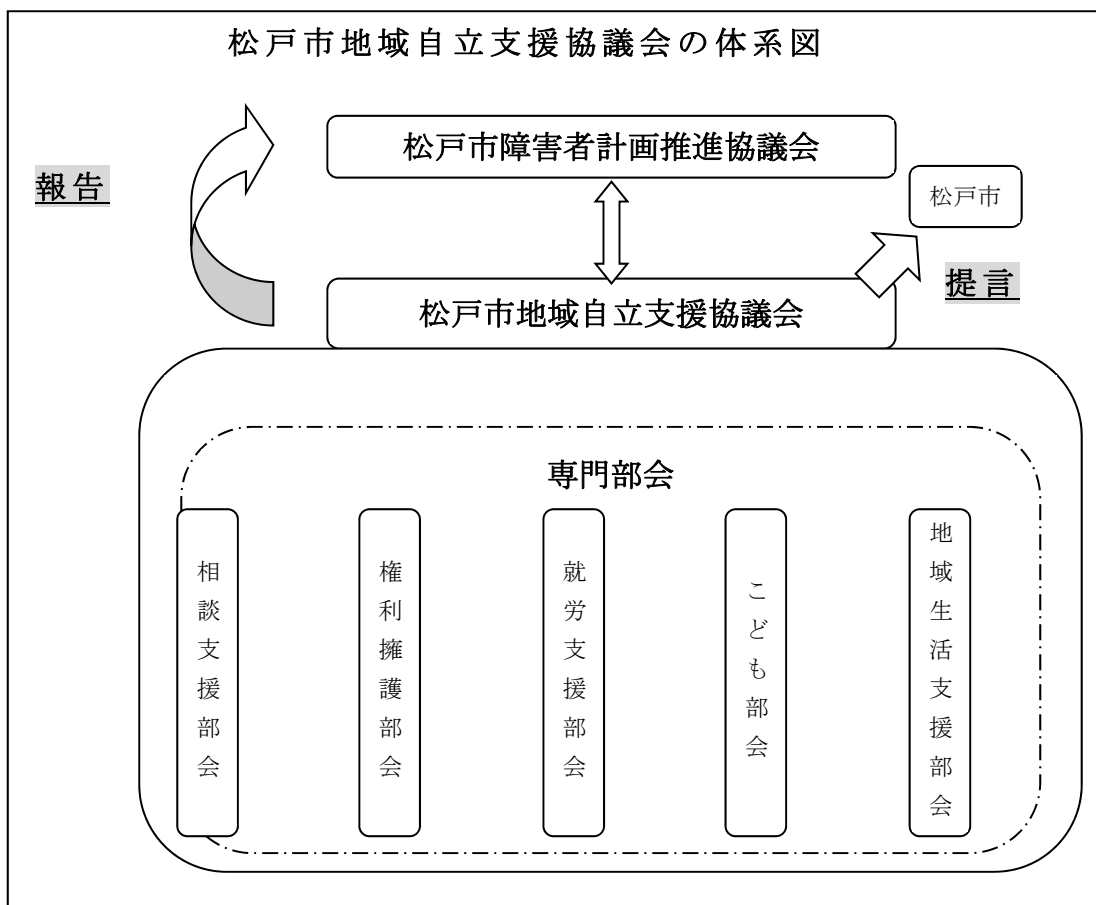 松戸市地域自立支援協議会の体系図
松戸市障害者計画推進協議会
報告
松戸市
提言
松戸市地域自立支援協議会
専門部会
相談支援部会
権利擁護部会
就労支援部会
こども部会
地域生活支援部会